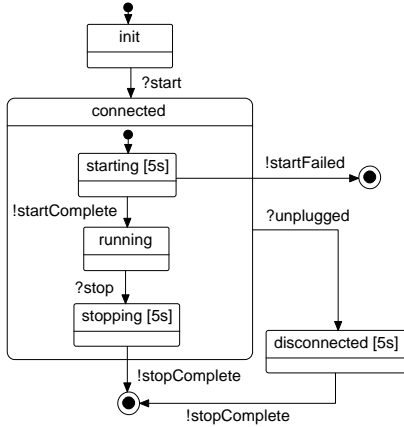 init
?start
connected
starting [5s]
!startFailed
!startComplete
?unplugged
running
?stop
stopping [5s]
disconnected [5s]
!stopComplete
!stopComplete